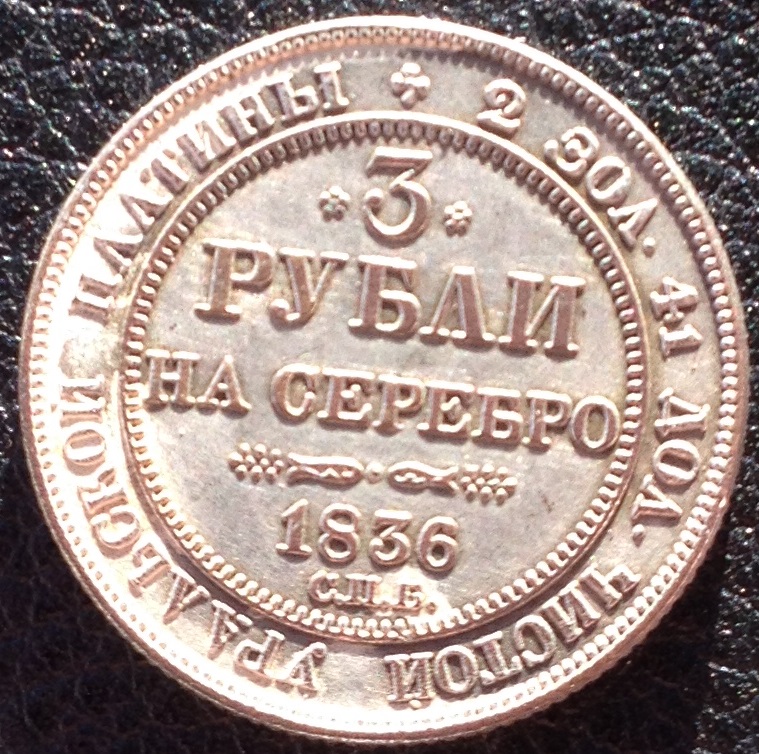 * 3 *
РУБЛИ
НА СЕРЕБРО
1836
С.П.Б.
2 ЗОЛ. 41 ДОЛ. ЧИСТОЙ УРАЛЬСКОЙ ПЛАТИНЫ